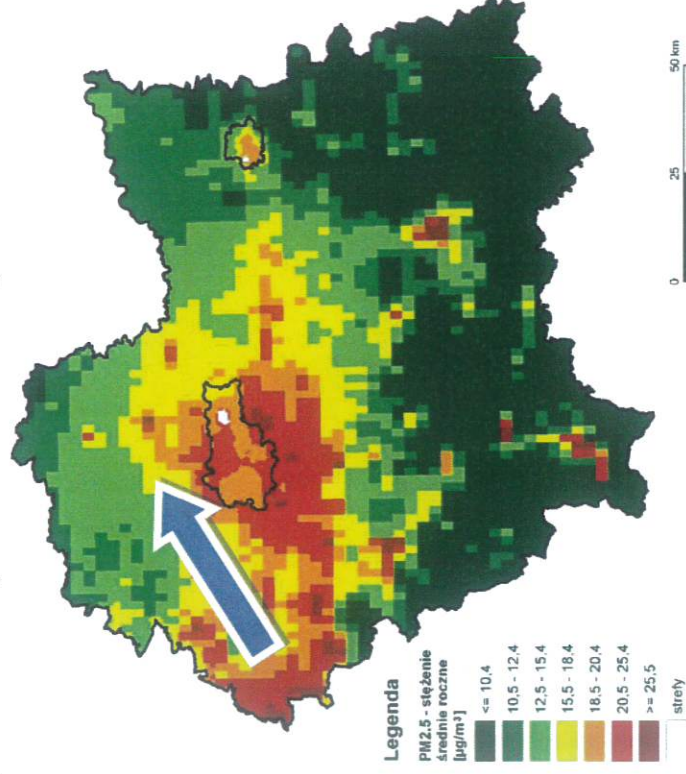 Legenda
PM2.5 - stężenie
średnie roczne
[µg/m³]
<= 10,4
10,5 - 12,4
12,5 - 15,4
15,5 - 18,4
18,5 - 20,4
20,5 - 25,4
>= 25,5
strefy
0 25 50 km